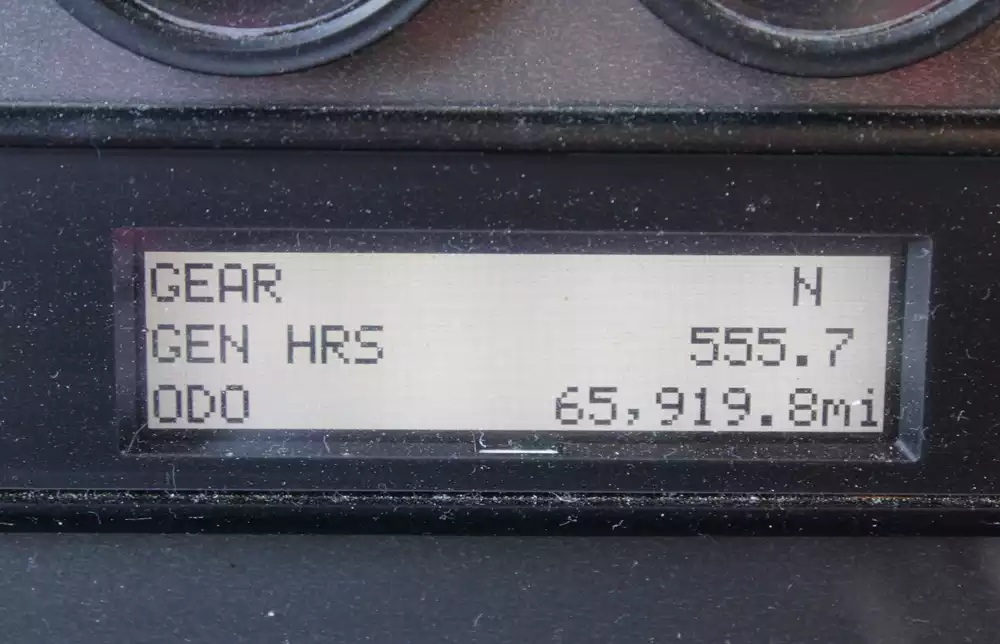 GEAR N
GEN HRS 555.7
ODO 65,919.8mi